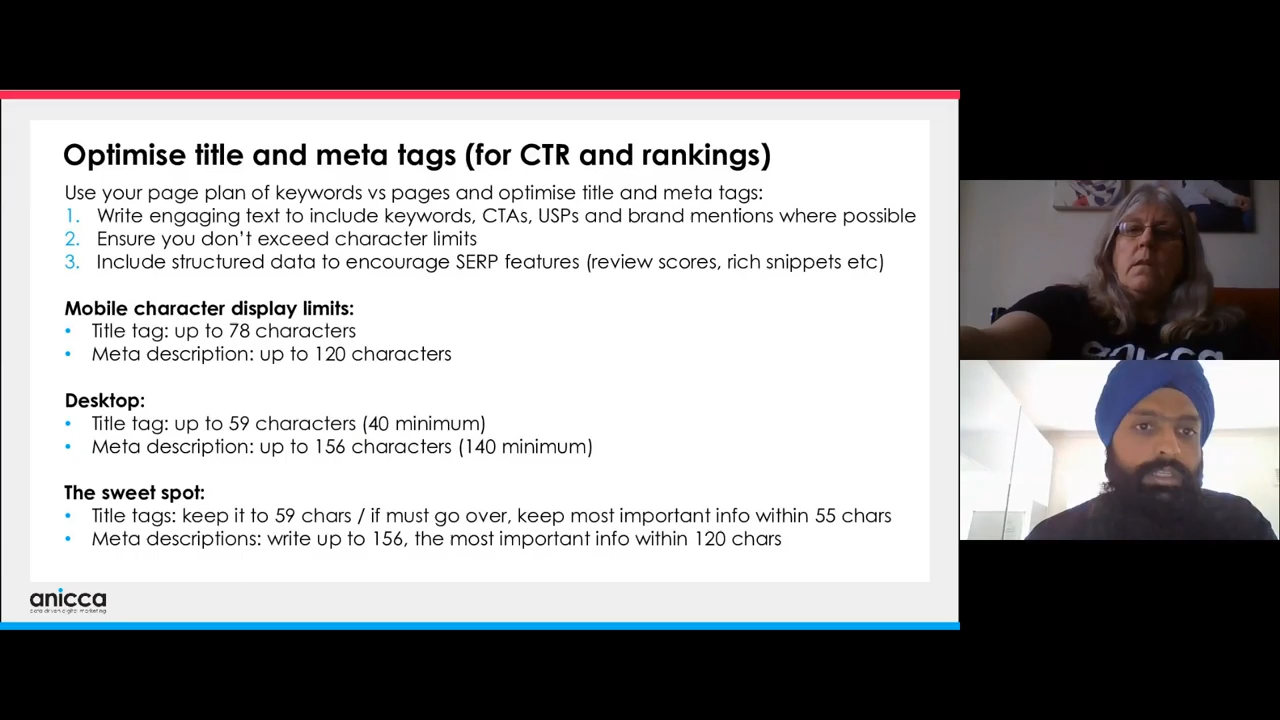 Optimise title and meta tags (for CTR and rankings)
Use your page plan of keywords vs pages and optimise title and meta tags:
1. Write engaging text to include keywords, CTAs, USPs and brand mentions where possible
2. Ensure you don't exceed character limits
3. Include structured data to encourage SERP features (review scores, rich snippets etc)
Mobile character display limits:
• Title tag: up to 78 characters
• Meta description: up to 120 characters
Desktop:
• Title tag: up to 59 characters (40 minimum)
• Meta description: up to 156 characters (140 minimum)
The sweet spot:
• Title tags: keep it to 59 chars / if must go over, keep most important info within 55 chars
• Meta descriptions: write up to 156, the most important info within 120 chars
anicca
data driven digital marketing
anicca